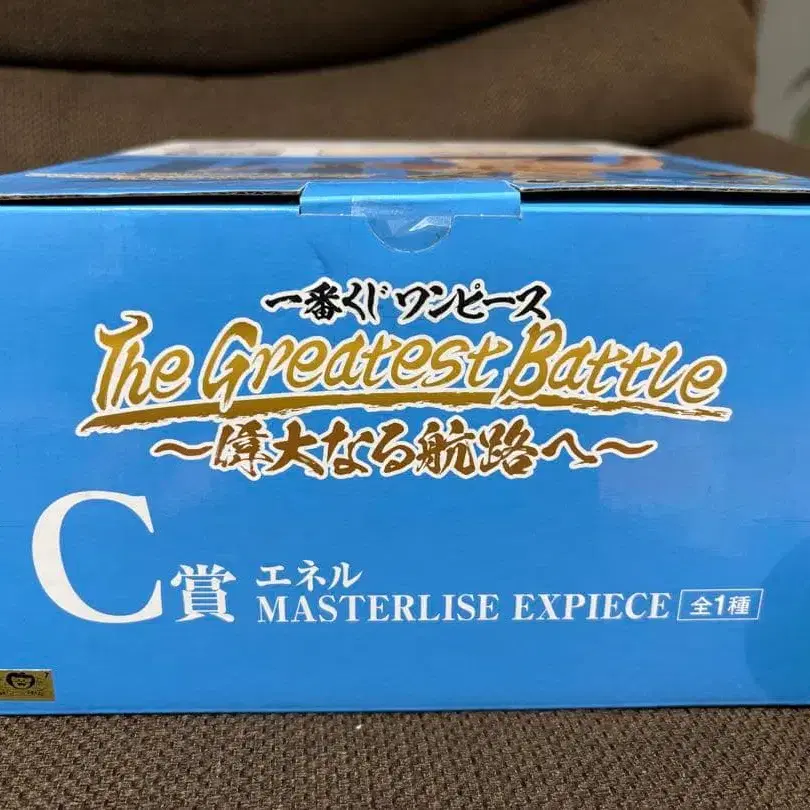 一番くじ ワンピース
The Greatest Battle
～偉大なる航路へ～
C賞
エネル
MASTERLISE EXPIECE 全1種